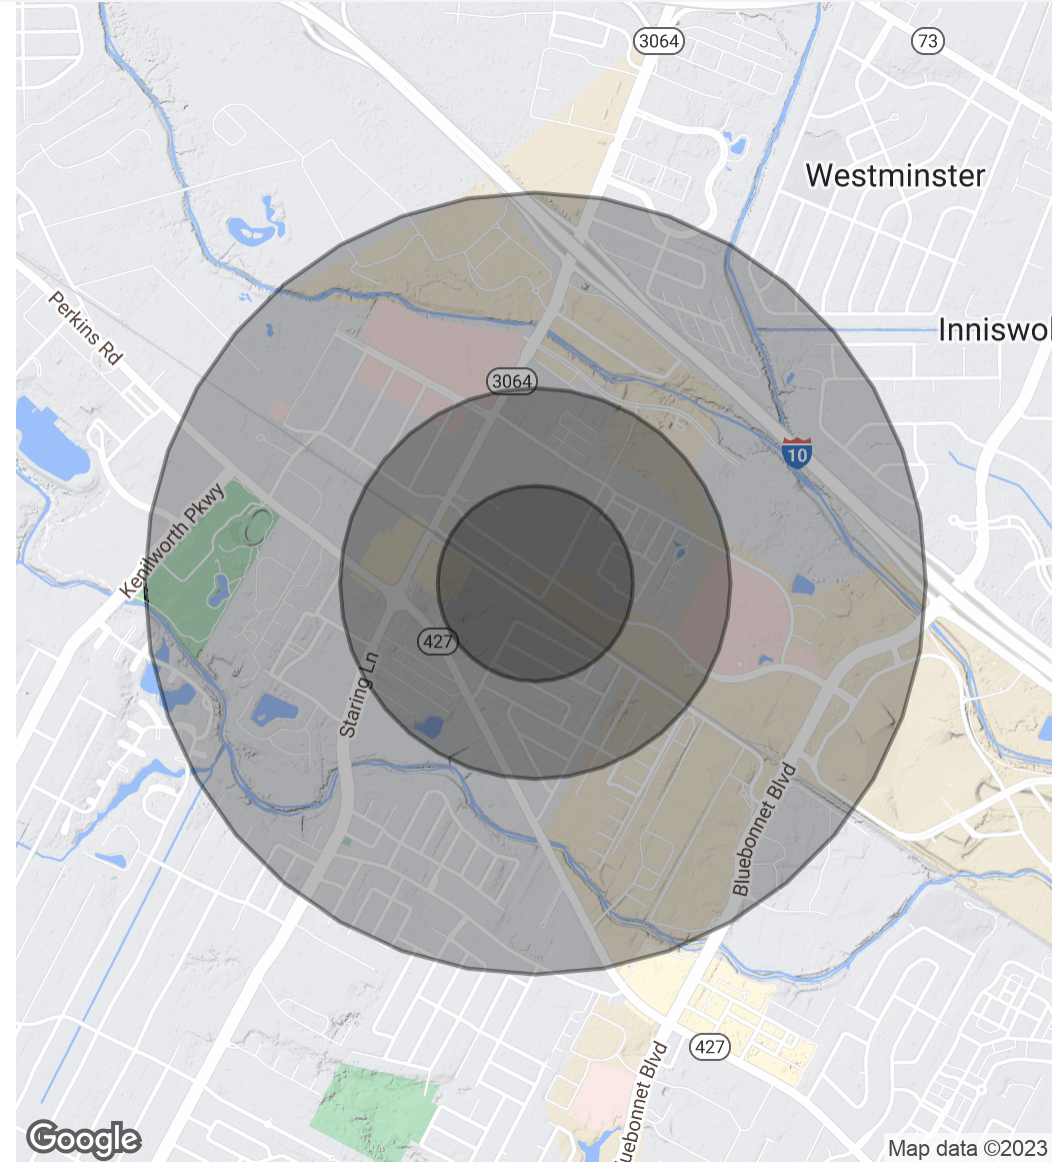 3064
73
Westminster
Inniswol
Perkins Rd
3064
10
Kenilworth Pkwy
427
Staring Ln
Bluebonnet Blvd
427
uebonnet Blvd
Google
Map data ©2023